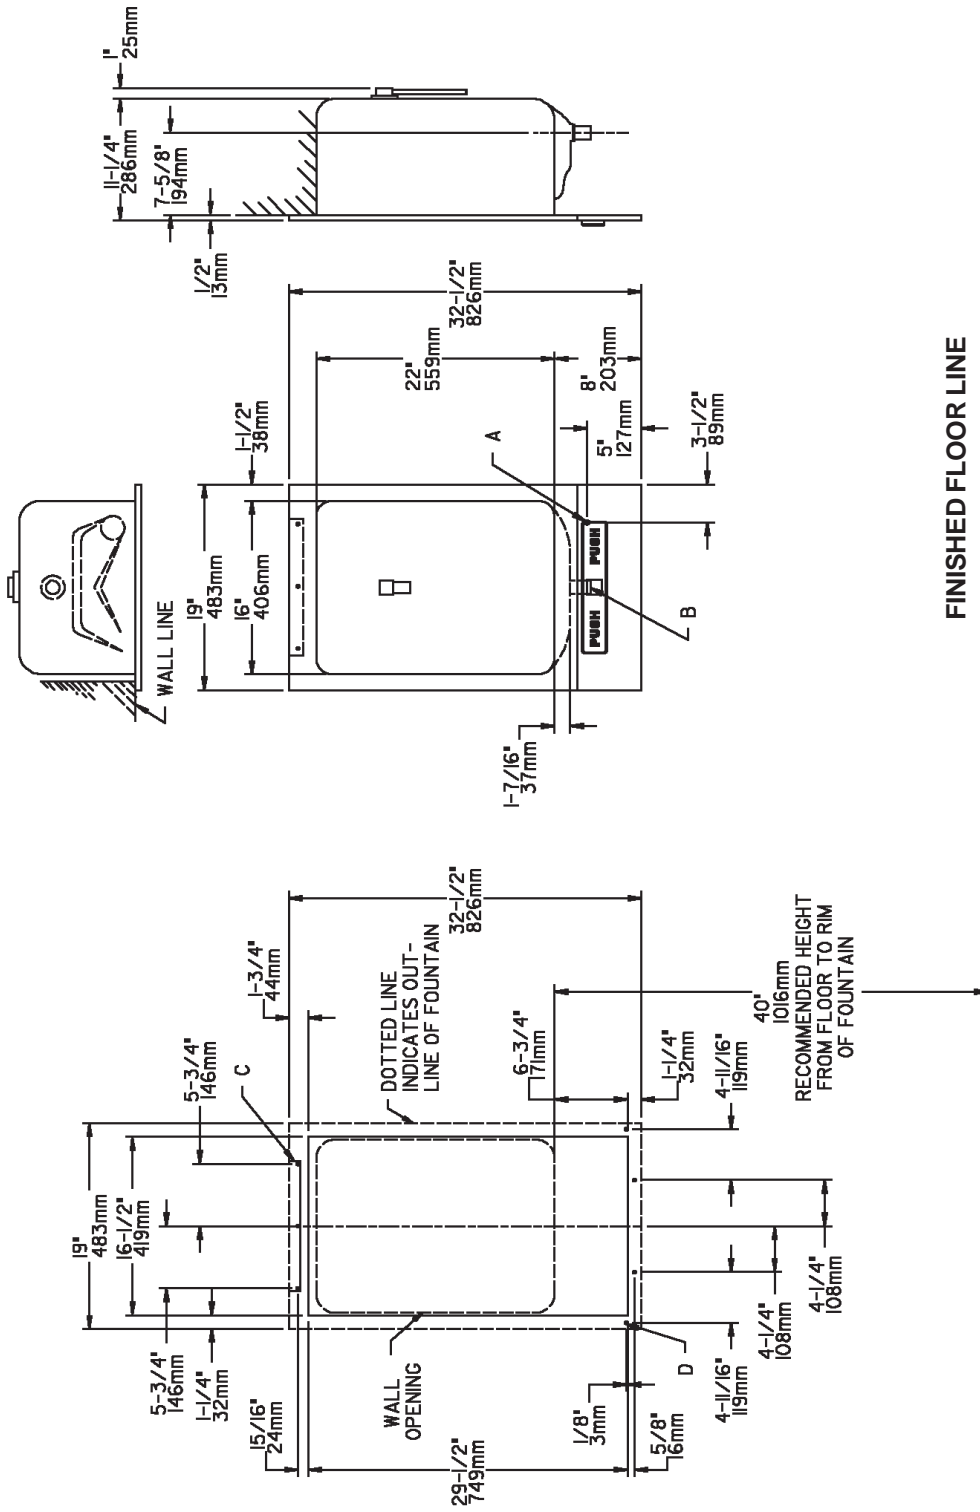 1"
25mm
11-1/4"
286mm
7-5/8"
194mm
1/2"
13mm
WALL LINE
19"
483mm
16"
406mm
1-1/2"
38mm
32-1/2"
826mm
22"
559mm
8"
203mm
5"
127mm
3-1/2"
89mm
A
B
PUSH
PUSH
1-7/16"
37mm
FINISHED FLOOR LINE
19"
483mm
16-1/2"
419mm
5-3/4"
146mm
5-3/4"
146mm
1-1/4"
32mm
C
1-3/4"
44mm
32-1/2"
826mm
DOTTED LINE
INDICATES OUT-
LINE OF FOUNTAIN
15/16"
24mm
29-1/2"
749mm
WALL
OPENING
6-3/4"
171mm
1-1/4"
32mm
40"
1016mm
RECOMMENDED HEIGHT
FROM FLOOR TO RIM
OF FOUNTAIN
1/8"
3mm
5/8"
16mm
D
4-11/16"
119mm
4-11/16"
119mm
4-1/4"
108mm
4-1/4"
108mm